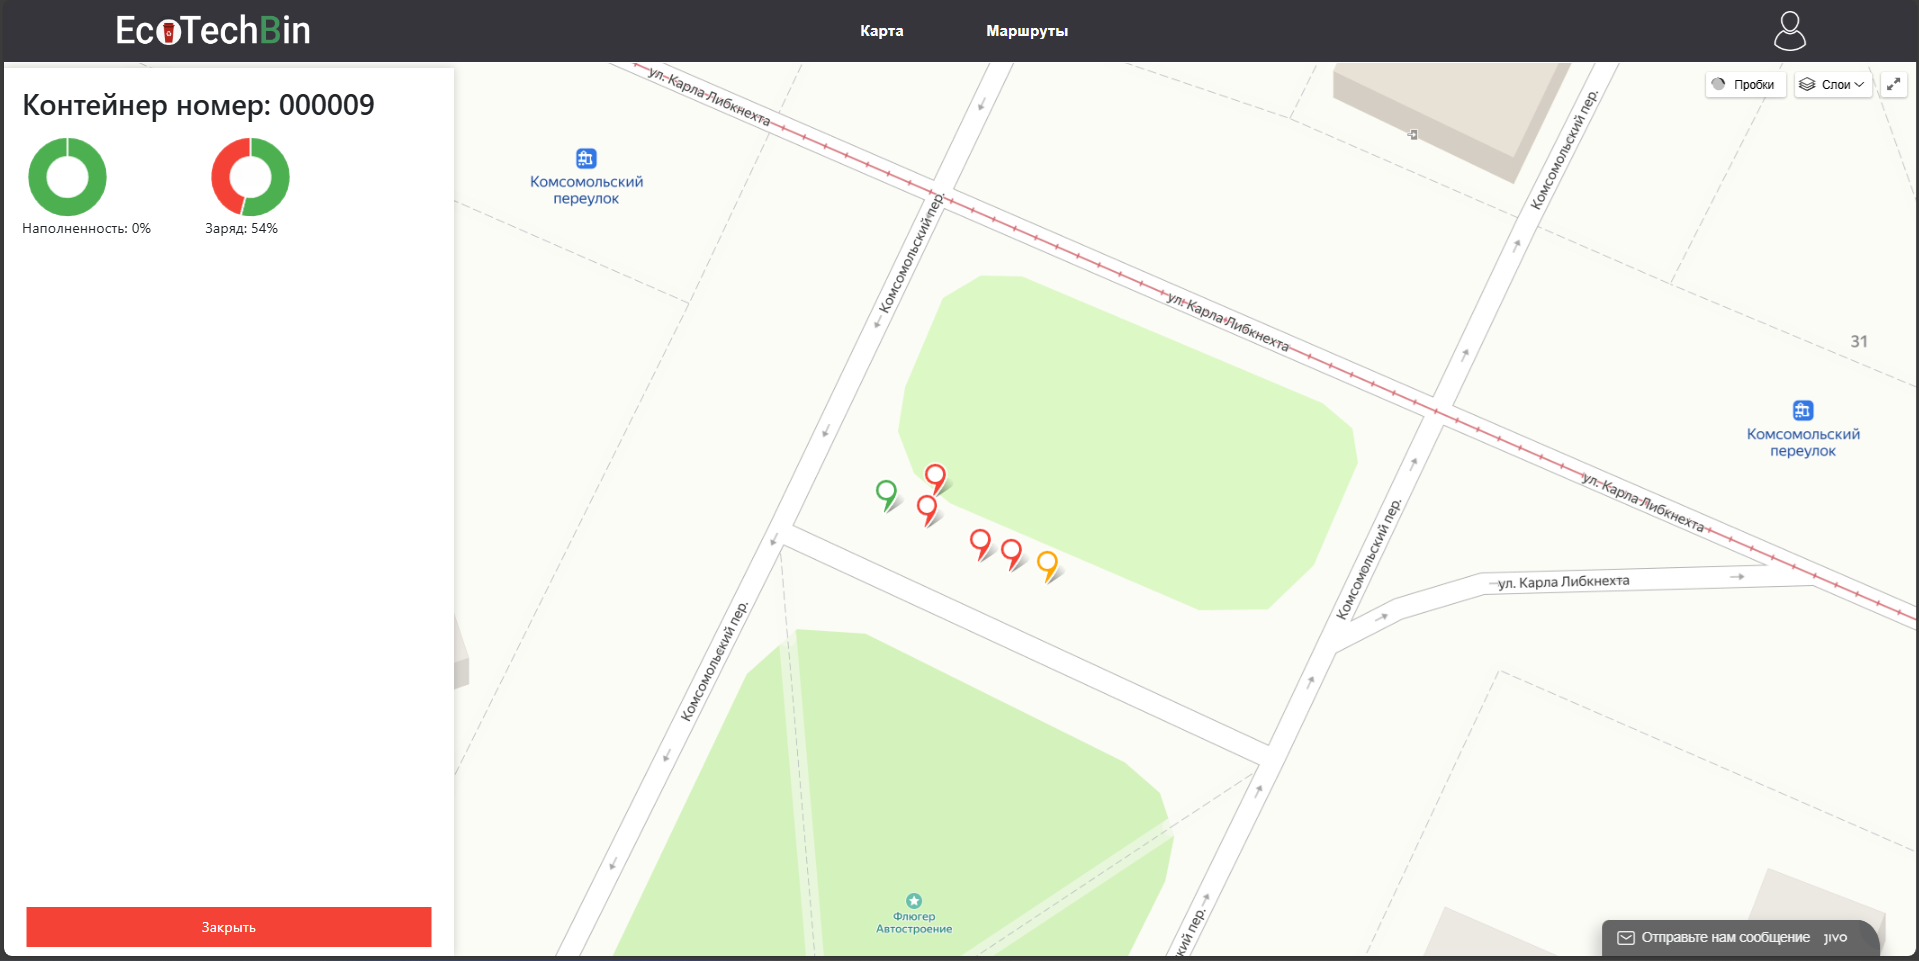 EcoTechBin
Карта
Маршруты
Контейнер номер: 000009
Наполненность: 0%
Заряд: 54%
Закрыть
Пробки
Слои
ул. Карла Либкнехта
Комсомольский пер.
Комсомольский
переулок
Комсомольский пер.
ул. Карла Либкнехта
31
Комсомольский
переулок
ул. Карла Либкнехта
Комсомольский пер.
ул. Карла Либкнехта
Комсомольский пер.
Флюгер
Автостроение
ский пер.
Отправьте нам сообщение jivo